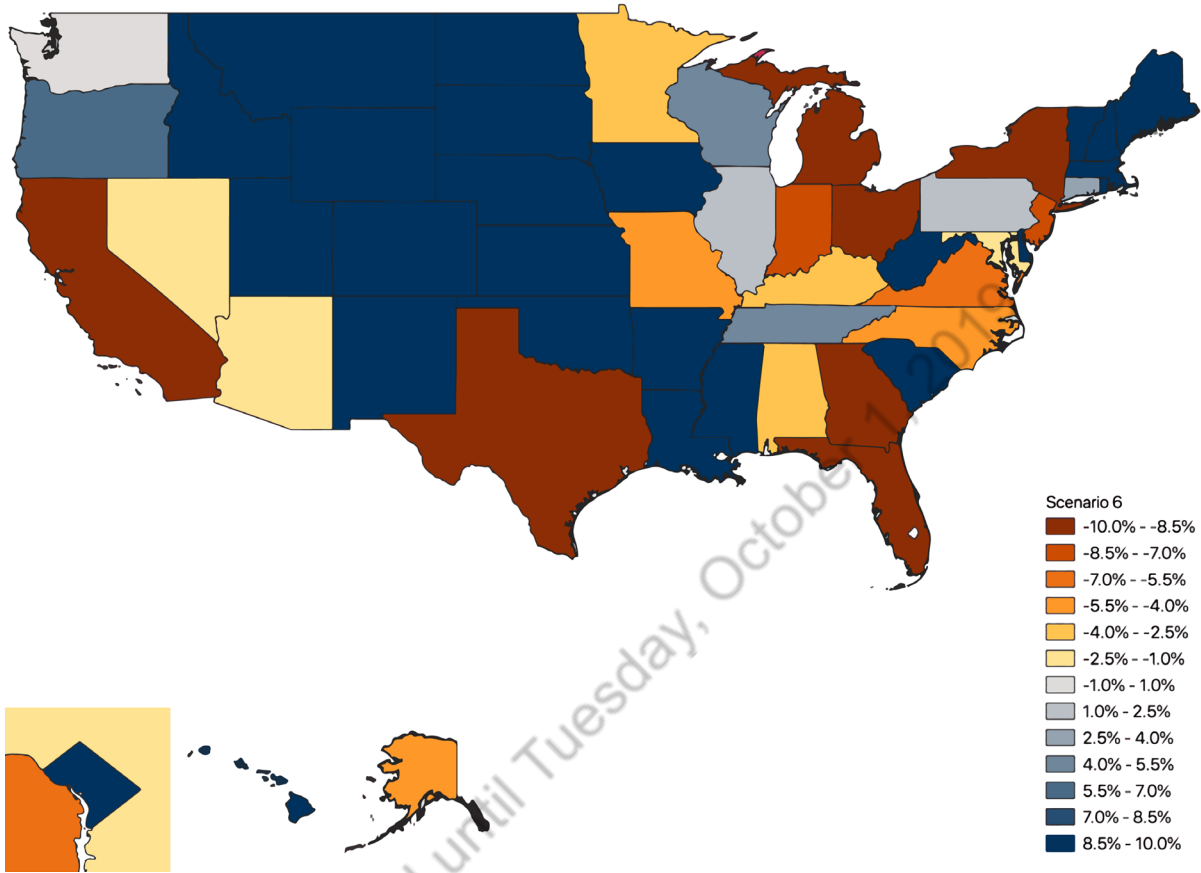 until Tuesday, October 1, 2019
Scenario 6
-10.0% - -8.5%
-8.5% - -7.0%
-7.0% - -5.5%
-5.5% - -4.0%
-4.0% - -2.5%
-2.5% - -1.0%
-1.0% - 1.0%
1.0% - 2.5%
2.5% - 4.0%
4.0% - 5.5%
5.5% - 7.0%
7.0% - 8.5%
8.5% - 10.0%